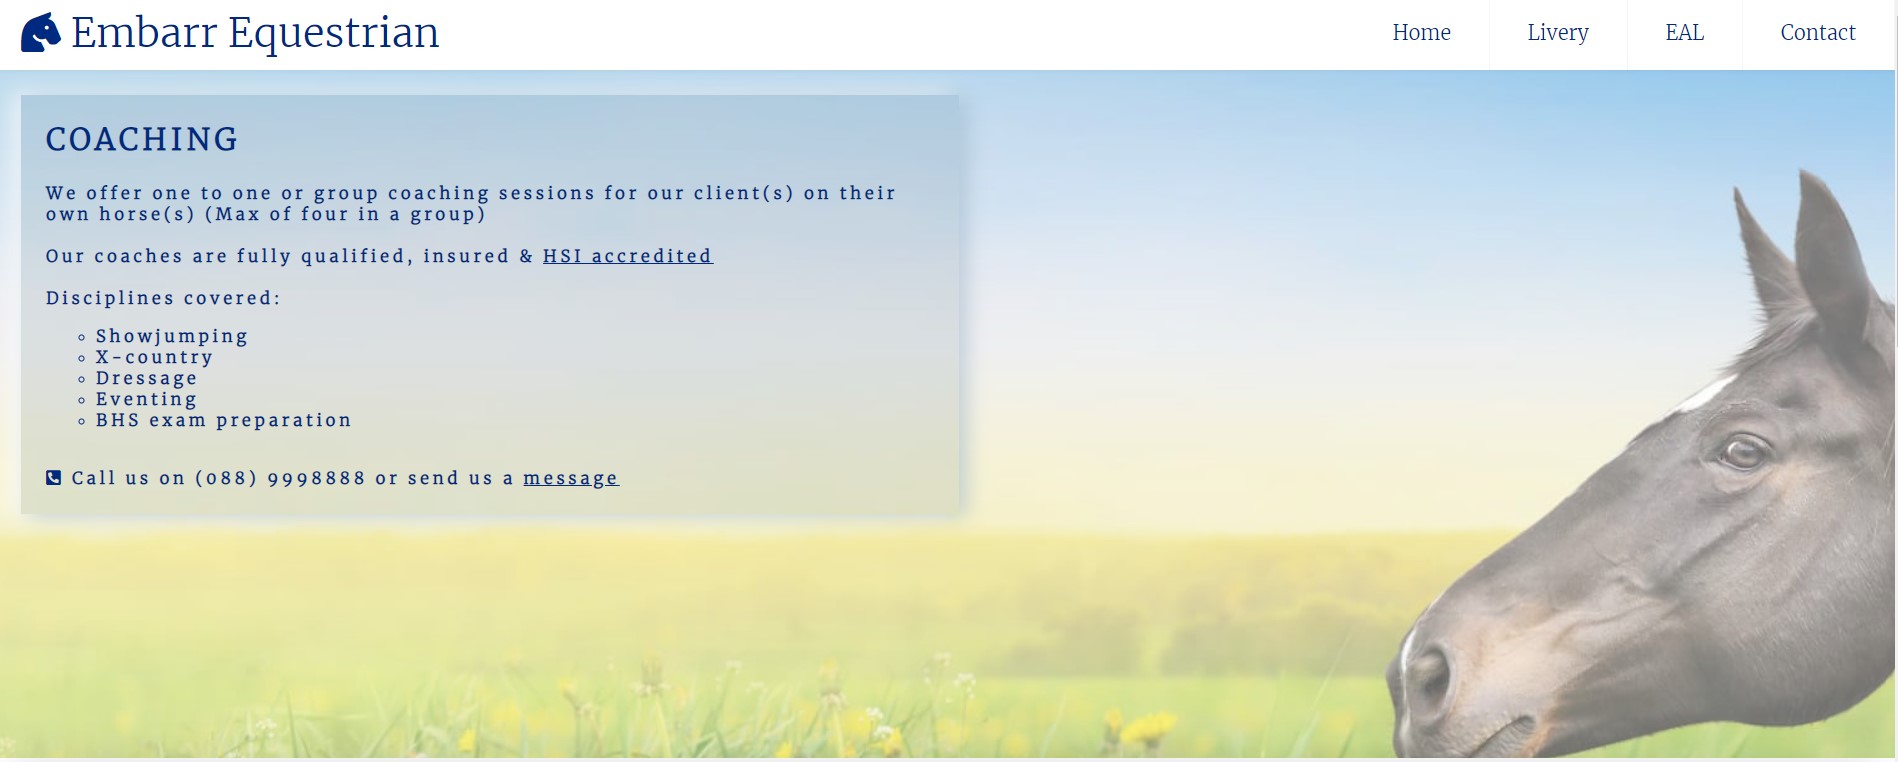 Embarr Equestrian
Home
Livery
EAL
Contact
COACHING
We offer one to one or group coaching sessions for our client(s) on their
own horse(s) (Max of four in a group)
Our coaches are fully qualified, insured & HSI accredited
Disciplines covered:
Showjumping
X-country
Dressage
Eventing
BHS exam preparation
Call us on (088) 9998888 or send us a message